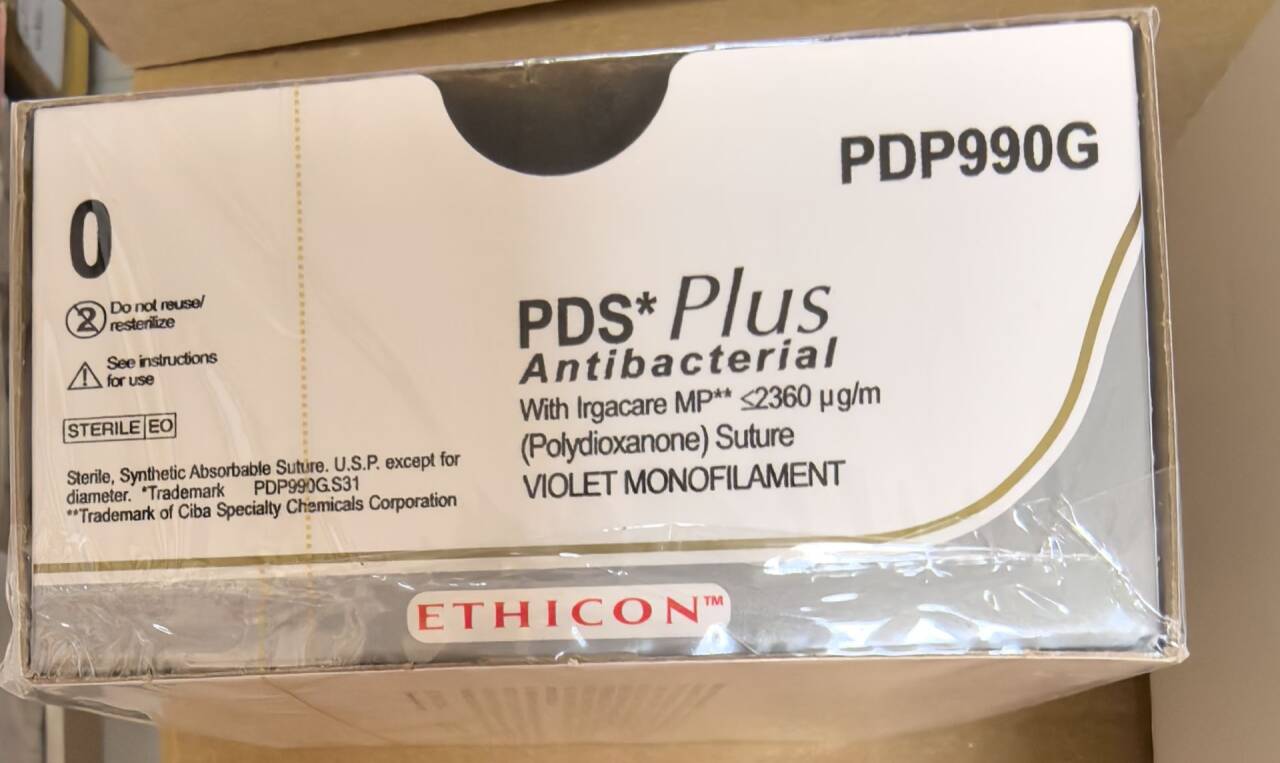 PDP990G
0
Do not reuse/
resterilize
See instructions
for use
STERILE EO
Sterile, Synthetic Absorbable Suture. U.S.P. except for
diameter. *Trademark PDP990G.S31
**Trademark of Ciba Specialty Chemicals Corporation
PDS* Plus
Antibacterial
With Irgacare MP** ≤2360 µg/m
(Polydioxanone) Suture
VIOLET MONOFILAMENT
ETHICON™